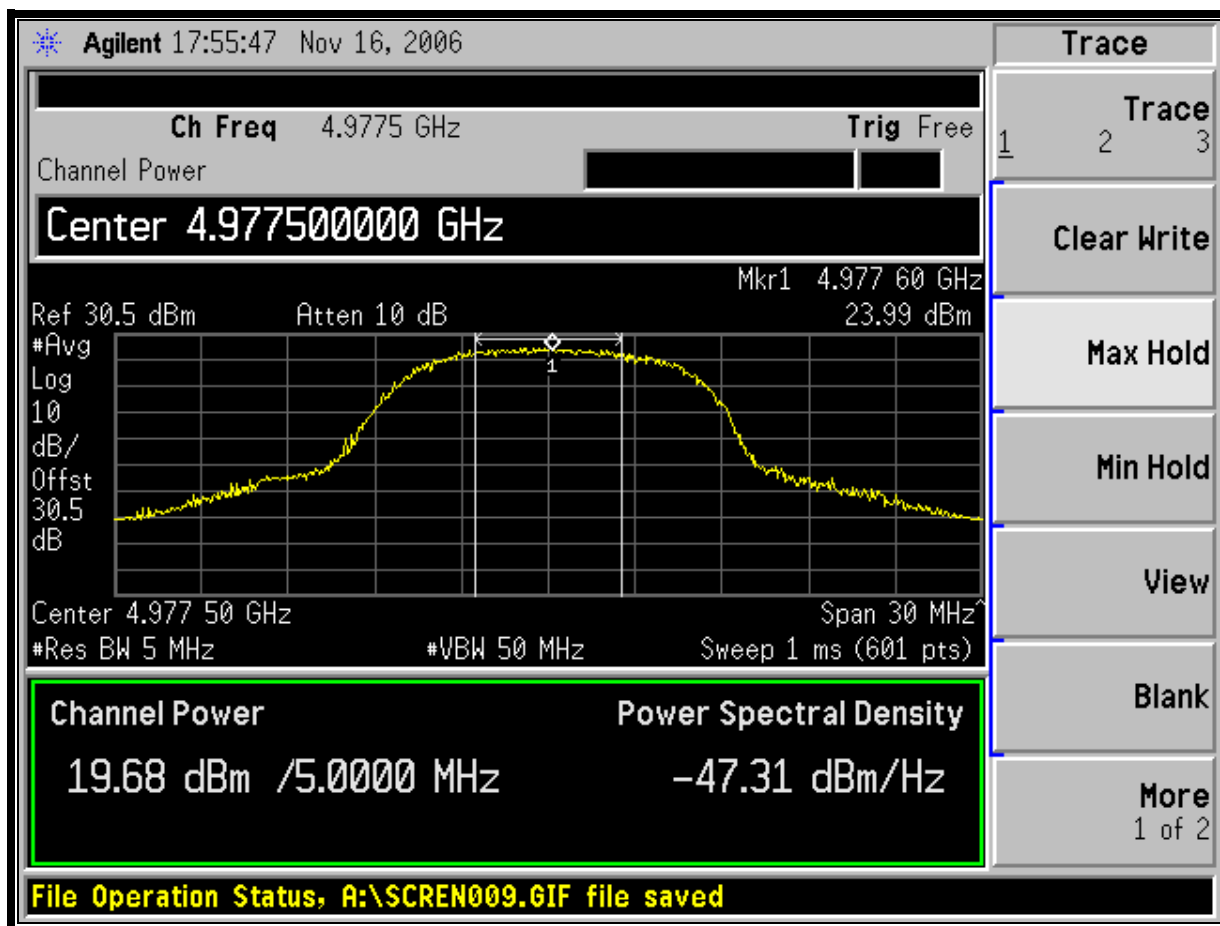 Agilent 17:55:47 Nov 16, 2006
Trace
Ch Freq 4.9775 GHz Trig Free
Channel Power
Center 4.977500000 GHz
Mkr1 4.977 60 GHz
Ref 30.5 dBm Atten 10 dB 23.99 dBm
#Avg
Log
10
dB/
Offst
30.5
dB
1
Center 4.977 50 GHz Span 30 MHz^
#Res BW 5 MHz #VBW 50 MHz Sweep 1 ms (601 pts)
Channel Power Power Spectral Density
19.68 dBm /5.0000 MHz -47.31 dBm/Hz
File Operation Status, A:\SCREN009.GIF file saved
Trace
1 2 3
Clear Write
Max Hold
Min Hold
View
Blank
More
1 of 2